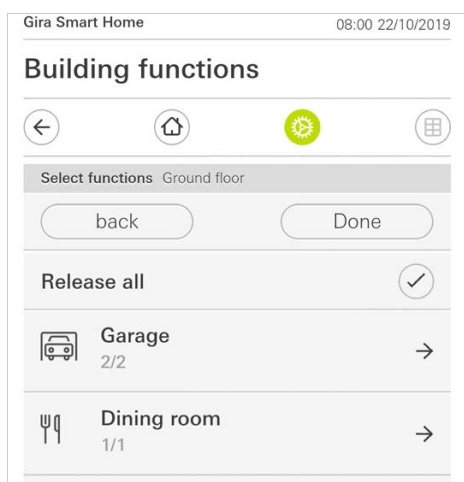 Gira Smart Home 08:00 22/10/2019
Building functions
Select functions Ground floor
back Done
Release all
Garage
2/2
Dining room
1/1